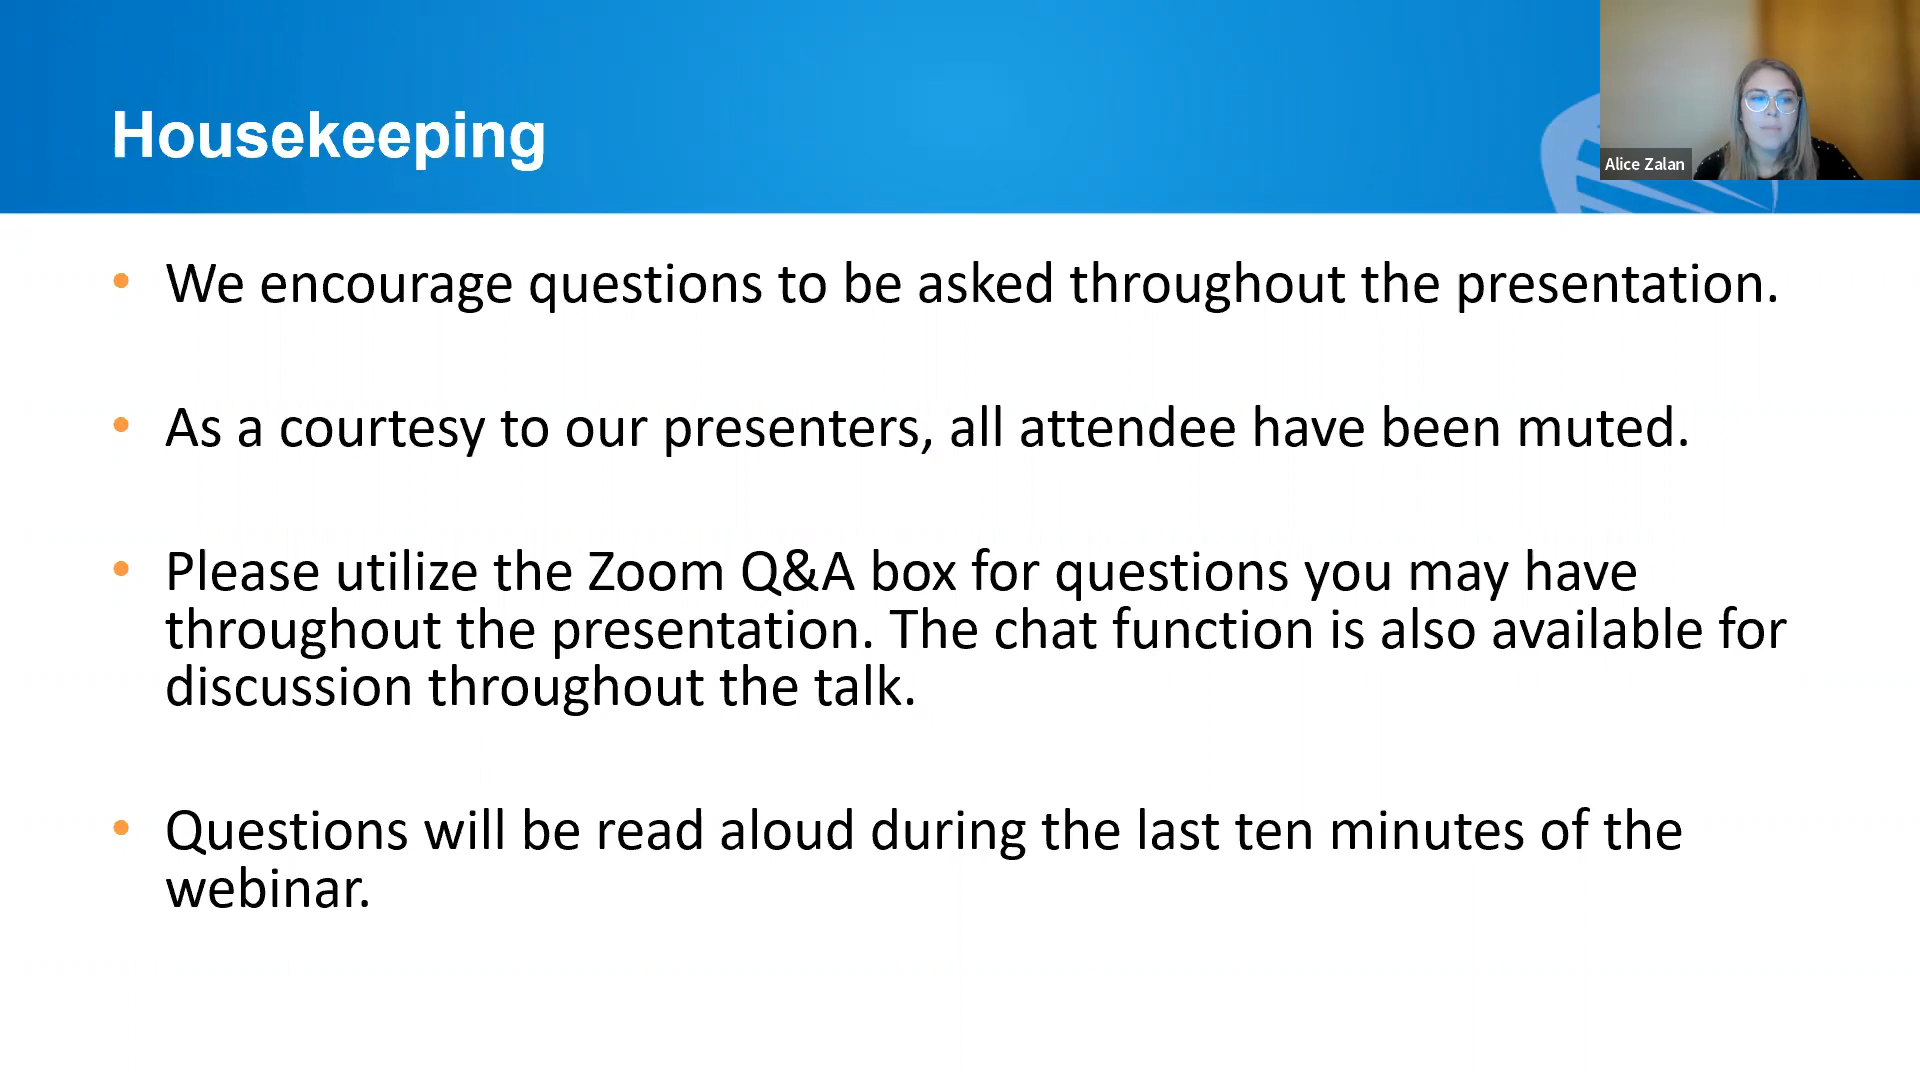 Housekeeping
Alice Zalan
• We encourage questions to be asked throughout the presentation.
• As a courtesy to our presenters, all attendee have been muted.
• Please utilize the Zoom Q&A box for questions you may have
throughout the presentation. The chat function is also available for
discussion throughout the talk.
• Questions will be read aloud during the last ten minutes of the
webinar.